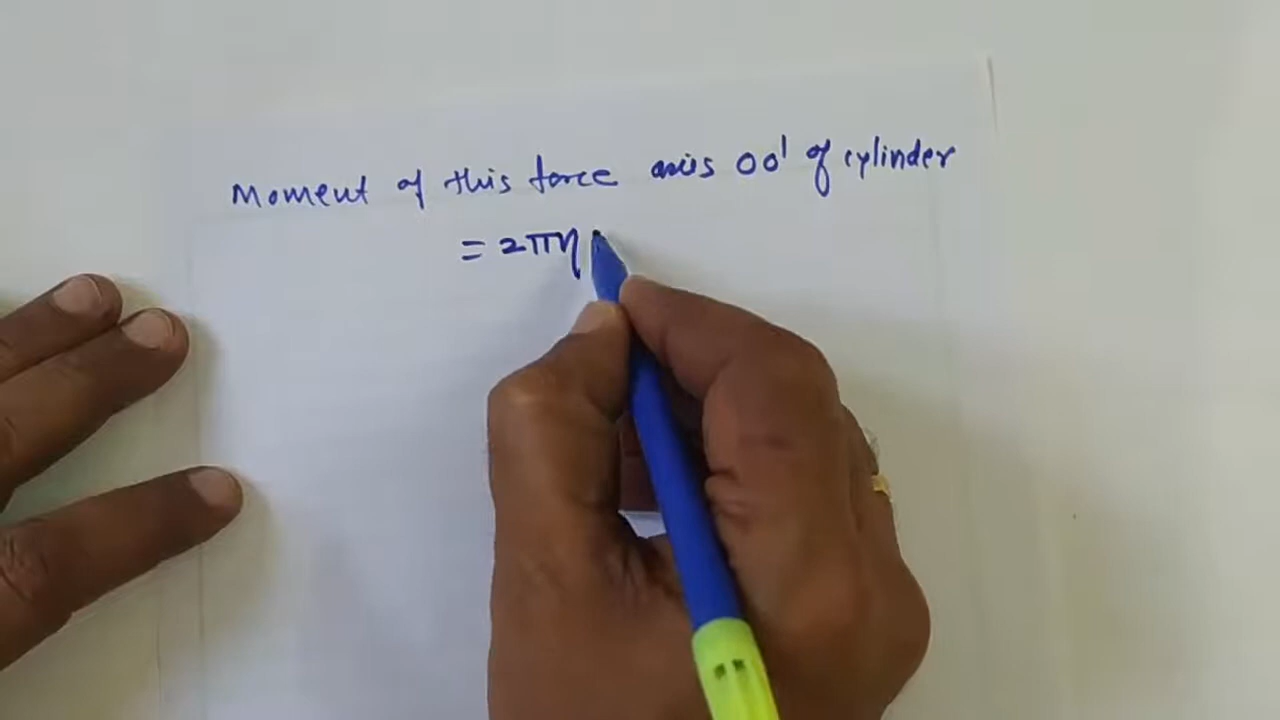 Moment of this force axis OO' of cylinder
= 2πη